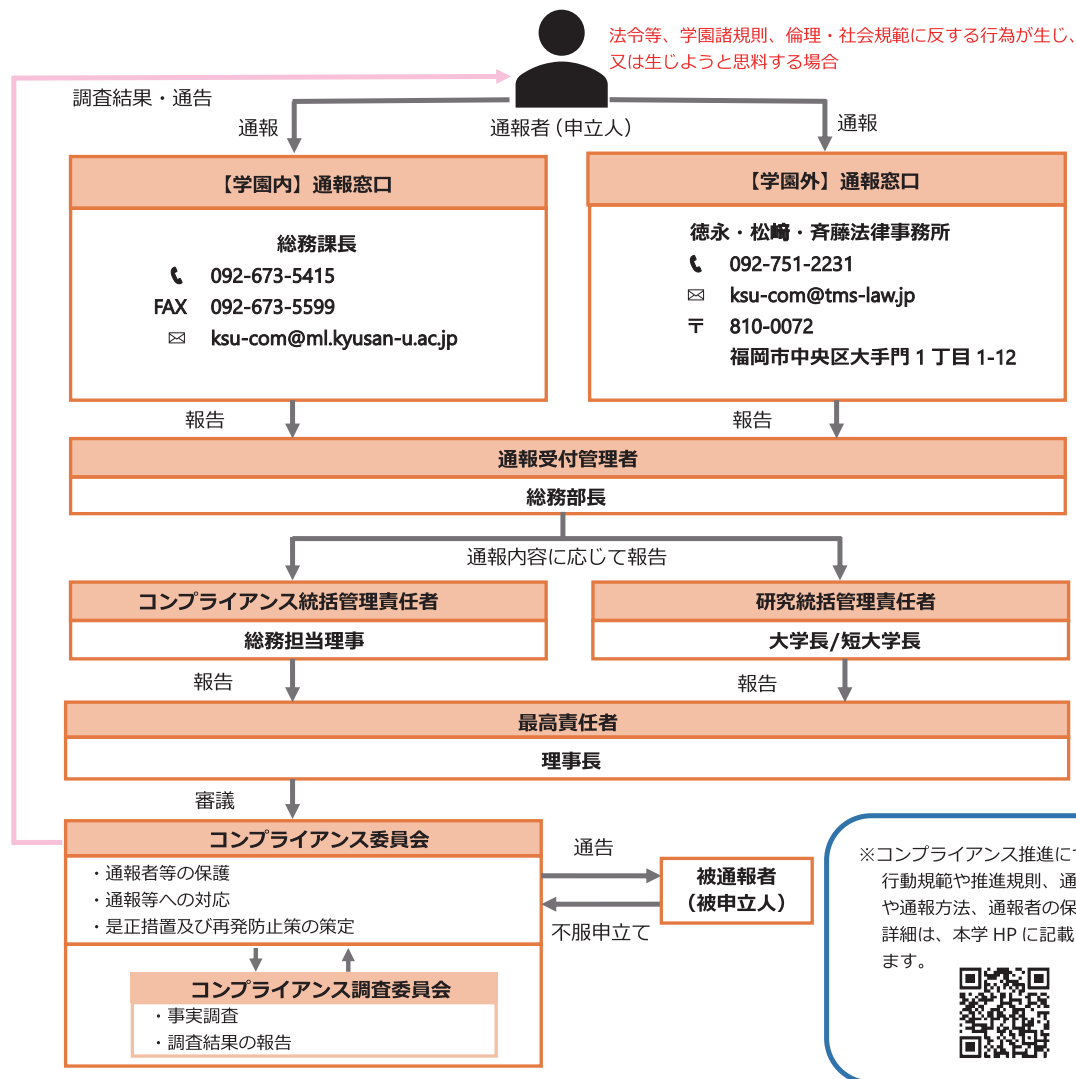 法令等、学園諸規則、倫理・社会規範に反する行為が生じ、
又は生じようと思料する場合
調査結果・通告
通報
通報者（申立人）
通報
【学園内】通報窓口
総務課長
092-673-5415
FAX 092-673-5599
ksu-com@ml.kyusan-u.ac.jp
【学園外】通報窓口
徳永・松﨑・斉藤法律事務所
092-751-2231
ksu-com@tms-law.jp
〒 810-0072
福岡市中央区大手門 1 丁目 1-12
報告
報告
通報受付管理者
総務部長
通報内容に応じて報告
コンプライアンス統括管理責任者
総務担当理事
研究統括管理責任者
大学長/短大学長
報告
報告
最高責任者
理事長
審議
コンプライアンス委員会
・通報者等の保護
・通報等への対応
・是正措置及び再発防止策の策定
コンプライアンス調査委員会
・事実調査
・調査結果の報告
通告
被通報者
（被申立人）
不服申立て
※コンプライアンス推進に
行動規範や推進規則、通
や通報方法、通報者の保
詳細は、本学 HP に記載
ます。